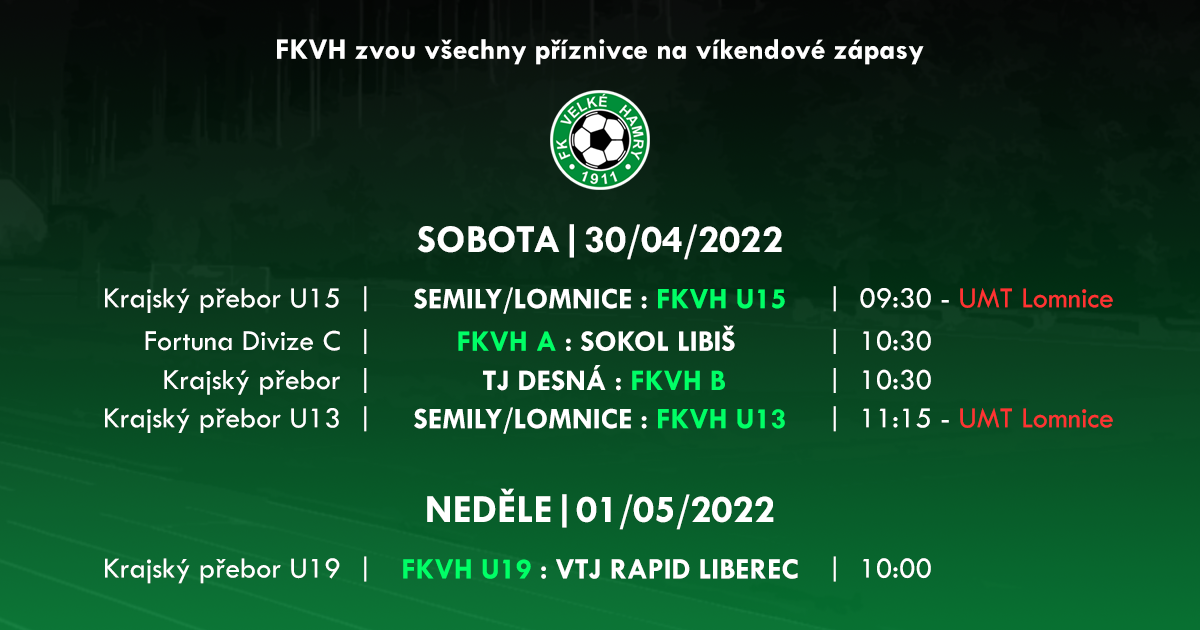 FKVH zvou všechny příznivce na víkendové zápasy
FK VELKÉ HAMRY
1911
SOBOTA | 30/04/2022
Krajský přebor U15 | SEMILY/LOMNICE : FKVH U15 | 09:30 - UMT Lomnice
Fortuna Divize C | FKVH A : SOKOL LIBIŠ | 10:30
Krajský přebor | TJ DESNÁ : FKVH B | 10:30
Krajský přebor U13 | SEMILY/LOMNICE : FKVH U13 | 11:15 - UMT Lomnice
NEDĚLE | 01/05/2022
Krajský přebor U19 | FKVH U19 : VTJ RAPID LIBEREC | 10:00